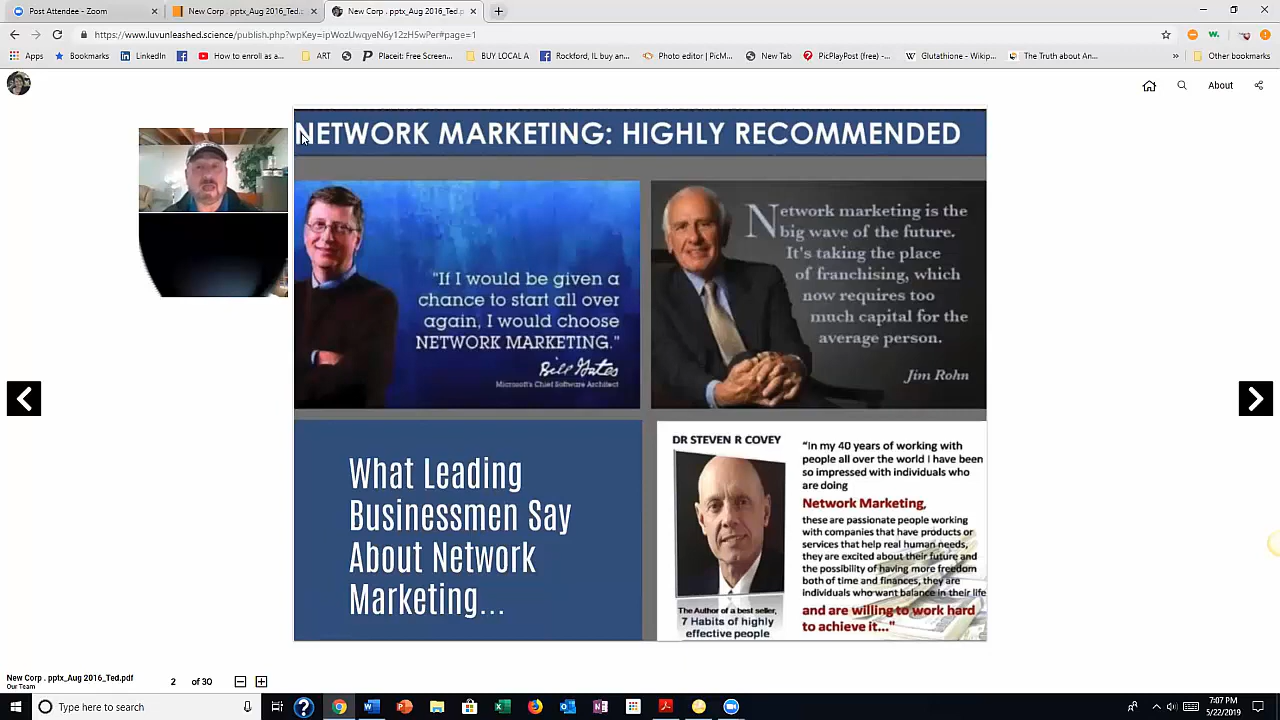 Post Attendee - Zoom
New Corp . pptx_Aug 2016_Ted.pdf
New Corp . pptx_Aug 2016_Ted.pdf
https://www.luvunleashed.science/publish.php?wpKey=ipWozUwqyeN6y12zH5wPer#page=1
Apps
Bookmarks
LinkedIn
How to enroll as a...
ART
Placeit: Free Screen...
BUY LOCAL A
Rockford, IL buy an...
Photo editor | PicM...
New Tab
PicPlayPost (free) -...
Glutathione - Wikip...
The Truth about An...
Other bookmarks
About
NETWORK MARKETING: HIGHLY RECOMMENDED
"If I would be given a
chance to start all over
again, I would choose
NETWORK MARKETING."
Bill Gates
Microsoft's Chief Software Architect
Network marketing is the
big wave of the future.
It's taking the place
of franchising, which
now requires too
much capital for the
average person.
Jim Rohn
What Leading
Businessmen Say
About Network
Marketing...
DR STEVEN R COVEY
The Author of a best seller,
7 Habits of highly
effective people
"In my 40 years of working with
people all over the world I have been
so impressed with individuals who
are doing
Network Marketing,
these are passionate people working
with companies that have products or
services that help real human needs,
they are excited about their future and
the possibility of having more freedom
both of time and finances, they are
individuals who want balance in their life
and are willing to work hard
to achieve it..."
New Corp . pptx_Aug 2016_Ted.pdf
Our Team
2 of 30
Type here to search
7:07 PM
5/22/2019